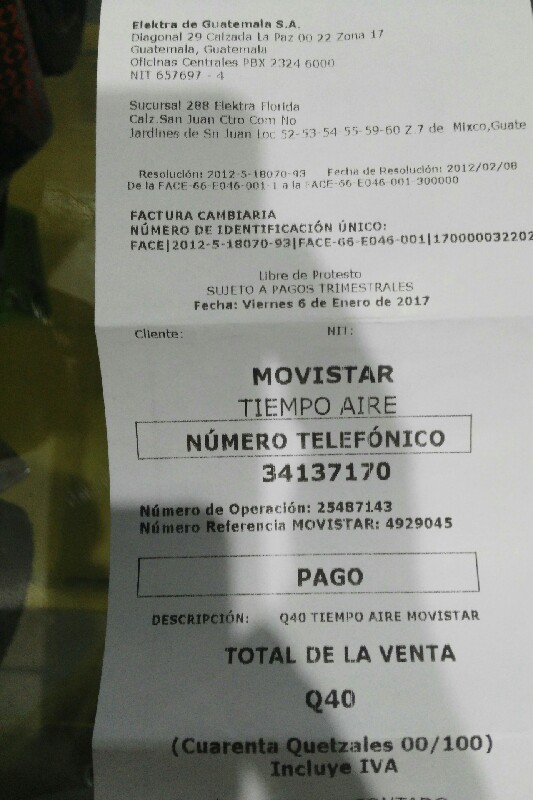 Elektra de Guatemala S.A.
Diagonal 29 Calzada La Paz 00 22 Zona 17
Guatemala, Guatemala
Oficinas Centrales PBX 2324 6000
NIT 657697 - 4
Sucursal 288 Elektra Florida
Calz.San Juan Ctro Com No
Jardines de Sn Juan Loc 52-53-54 55-59-60 Z.7 de Mixco,Guate
Resolución: 2012-5-18070-93 Fecha de Resolución: 2012/02/08
De la FACE-66-E046-001-1 a la FACE-66 E046-001-300000
FACTURA CAMBIARIA
NÚMERO DE IDENTIFICACIÓN ÚNICO:
FACE|2012-5-18070-93|FACE-66-E046-001|170000032202
Libre de Protesto
SUJETO A PAGOS TRIMESTRALES
Fecha: Viernes 6 de Enero de 2017
Cliente: NIT:
MOVISTAR
TIEMPO AIRE
NÚMERO TELEFÓNICO
34137170
Número de Operación: 25487143
Número Referencia MOVISTAR: 4929045
PAGO
DESCRIPCIÓN: Q40 TIEMPO AIRE MOVISTAR
TOTAL DE LA VENTA
Q40
(Cuarenta Quetzales 00/100)
Incluye IVA